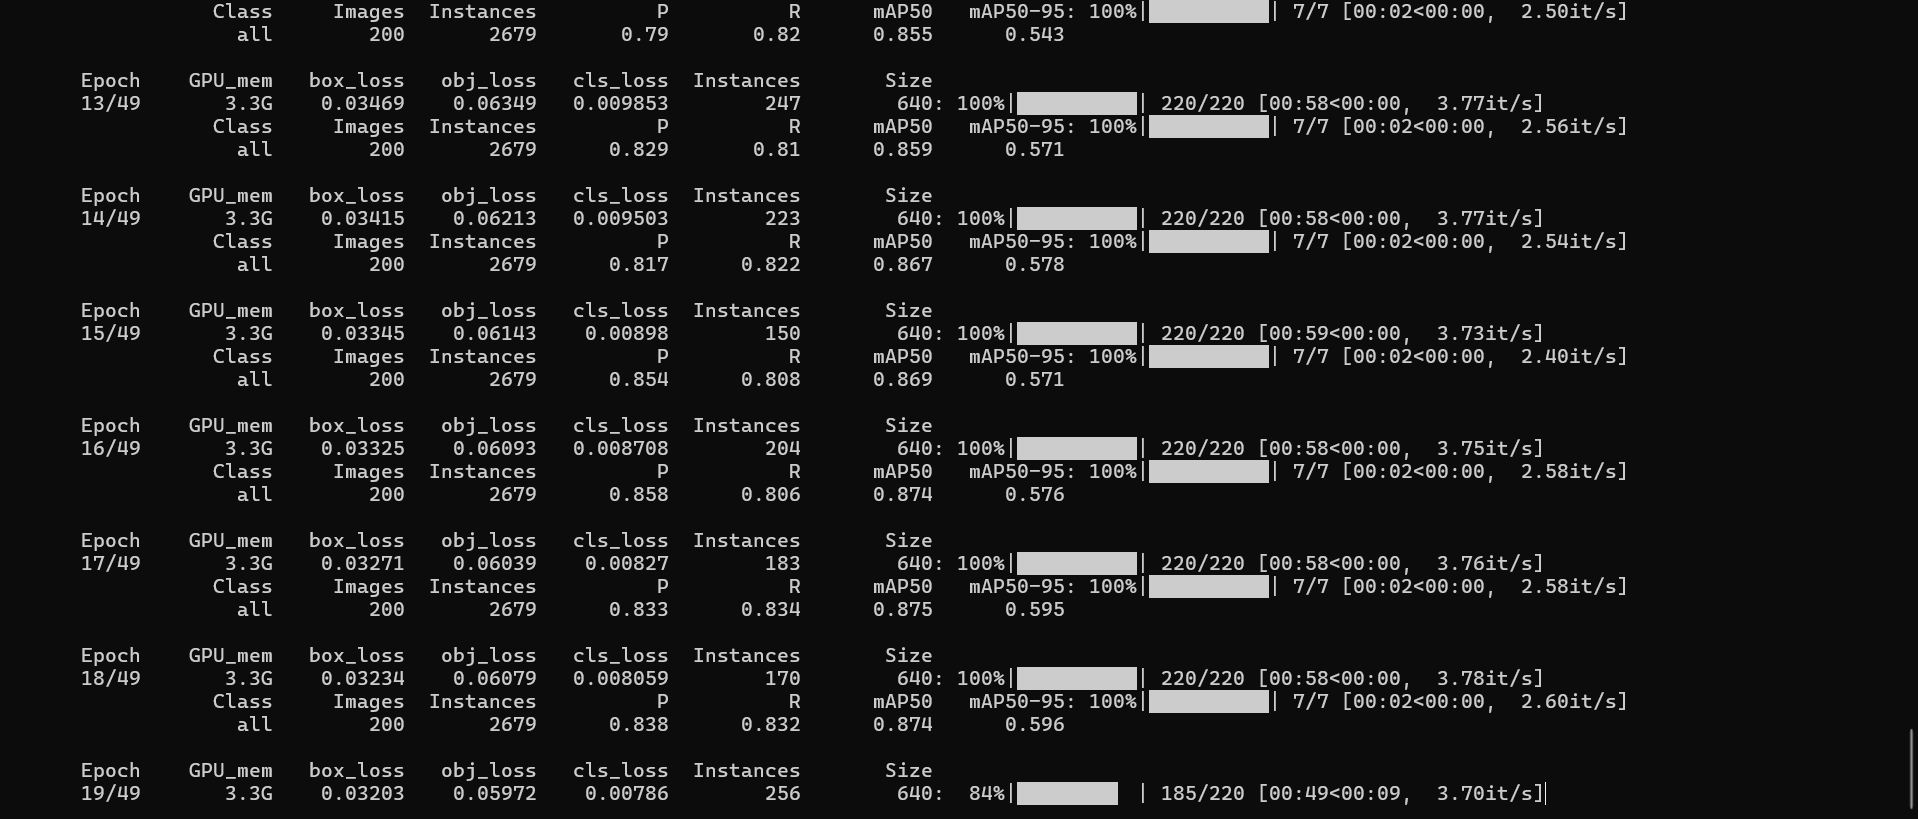 Class Images Instances P R mAP50 mAP50-95: 100%|██████████| 7/7 [00:02<00:00, 2.50it/s]
all 200 2679 0.79 0.82 0.855 0.543
Epoch GPU_mem box_loss obj_loss cls_loss Instances Size
13/49 3.3G 0.03469 0.06349 0.009853 247 640: 100%|██████████| 220/220 [00:58<00:00, 3.77it/s]
Class Images Instances P R mAP50 mAP50-95: 100%|██████████| 7/7 [00:02<00:00, 2.56it/s]
all 200 2679 0.829 0.81 0.859 0.571
Epoch GPU_mem box_loss obj_loss cls_loss Instances Size
14/49 3.3G 0.03415 0.06213 0.009503 223 640: 100%|██████████| 220/220 [00:58<00:00, 3.77it/s]
Class Images Instances P R mAP50 mAP50-95: 100%|██████████| 7/7 [00:02<00:00, 2.54it/s]
all 200 2679 0.817 0.822 0.867 0.578
Epoch GPU_mem box_loss obj_loss cls_loss Instances Size
15/49 3.3G 0.03345 0.06143 0.00898 150 640: 100%|██████████| 220/220 [00:59<00:00, 3.73it/s]
Class Images Instances P R mAP50 mAP50-95: 100%|██████████| 7/7 [00:02<00:00, 2.40it/s]
all 200 2679 0.854 0.808 0.869 0.571
Epoch GPU_mem box_loss obj_loss cls_loss Instances Size
16/49 3.3G 0.03325 0.06093 0.008708 204 640: 100%|██████████| 220/220 [00:58<00:00, 3.75it/s]
Class Images Instances P R mAP50 mAP50-95: 100%|██████████| 7/7 [00:02<00:00, 2.58it/s]
all 200 2679 0.858 0.806 0.874 0.576
Epoch GPU_mem box_loss obj_loss cls_loss Instances Size
17/49 3.3G 0.03271 0.06039 0.00827 183 640: 100%|██████████| 220/220 [00:58<00:00, 3.76it/s]
Class Images Instances P R mAP50 mAP50-95: 100%|██████████| 7/7 [00:02<00:00, 2.58it/s]
all 200 2679 0.833 0.834 0.875 0.595
Epoch GPU_mem box_loss obj_loss cls_loss Instances Size
18/49 3.3G 0.03234 0.06079 0.008059 170 640: 100%|██████████| 220/220 [00:58<00:00, 3.78it/s]
Class Images Instances P R mAP50 mAP50-95: 100%|██████████| 7/7 [00:02<00:00, 2.60it/s]
all 200 2679 0.838 0.832 0.874 0.596
Epoch GPU_mem box_loss obj_loss cls_loss Instances Size
19/49 3.3G 0.03203 0.05972 0.00786 256 640: 84%|████████▍ | 185/220 [00:49<00:09, 3.70it/s]